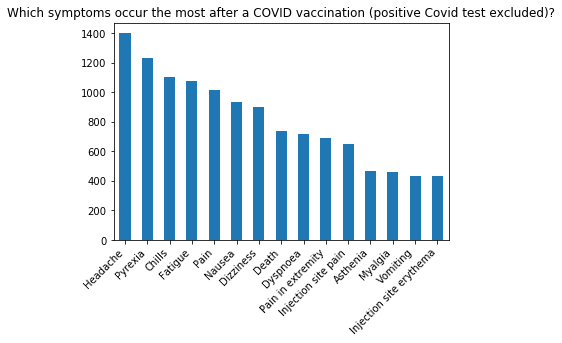 Which symptoms occur the most after a COVID vaccination (positive Covid test excluded)?
1400
1200
1000
800
600
400
200
0
Headache
Pyrexia
Chills
Fatigue
Pain
Nausea
Dizziness
Death
Dyspnoea
Pain in extremity
Injection site pain
Asthenia
Myalgia
Vomiting
Injection site erythema